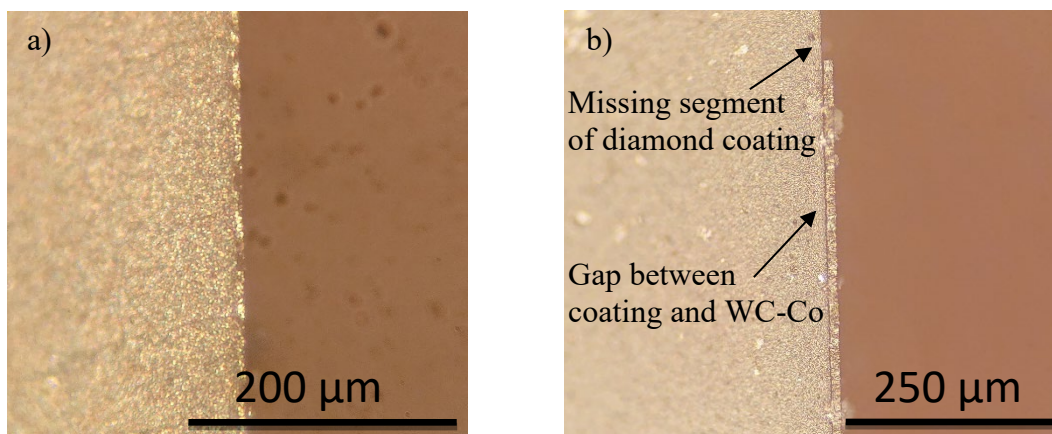 a)
200 μm
b)
Missing segment
of diamond coating
Gap between
coating and WC-Co
250 μm